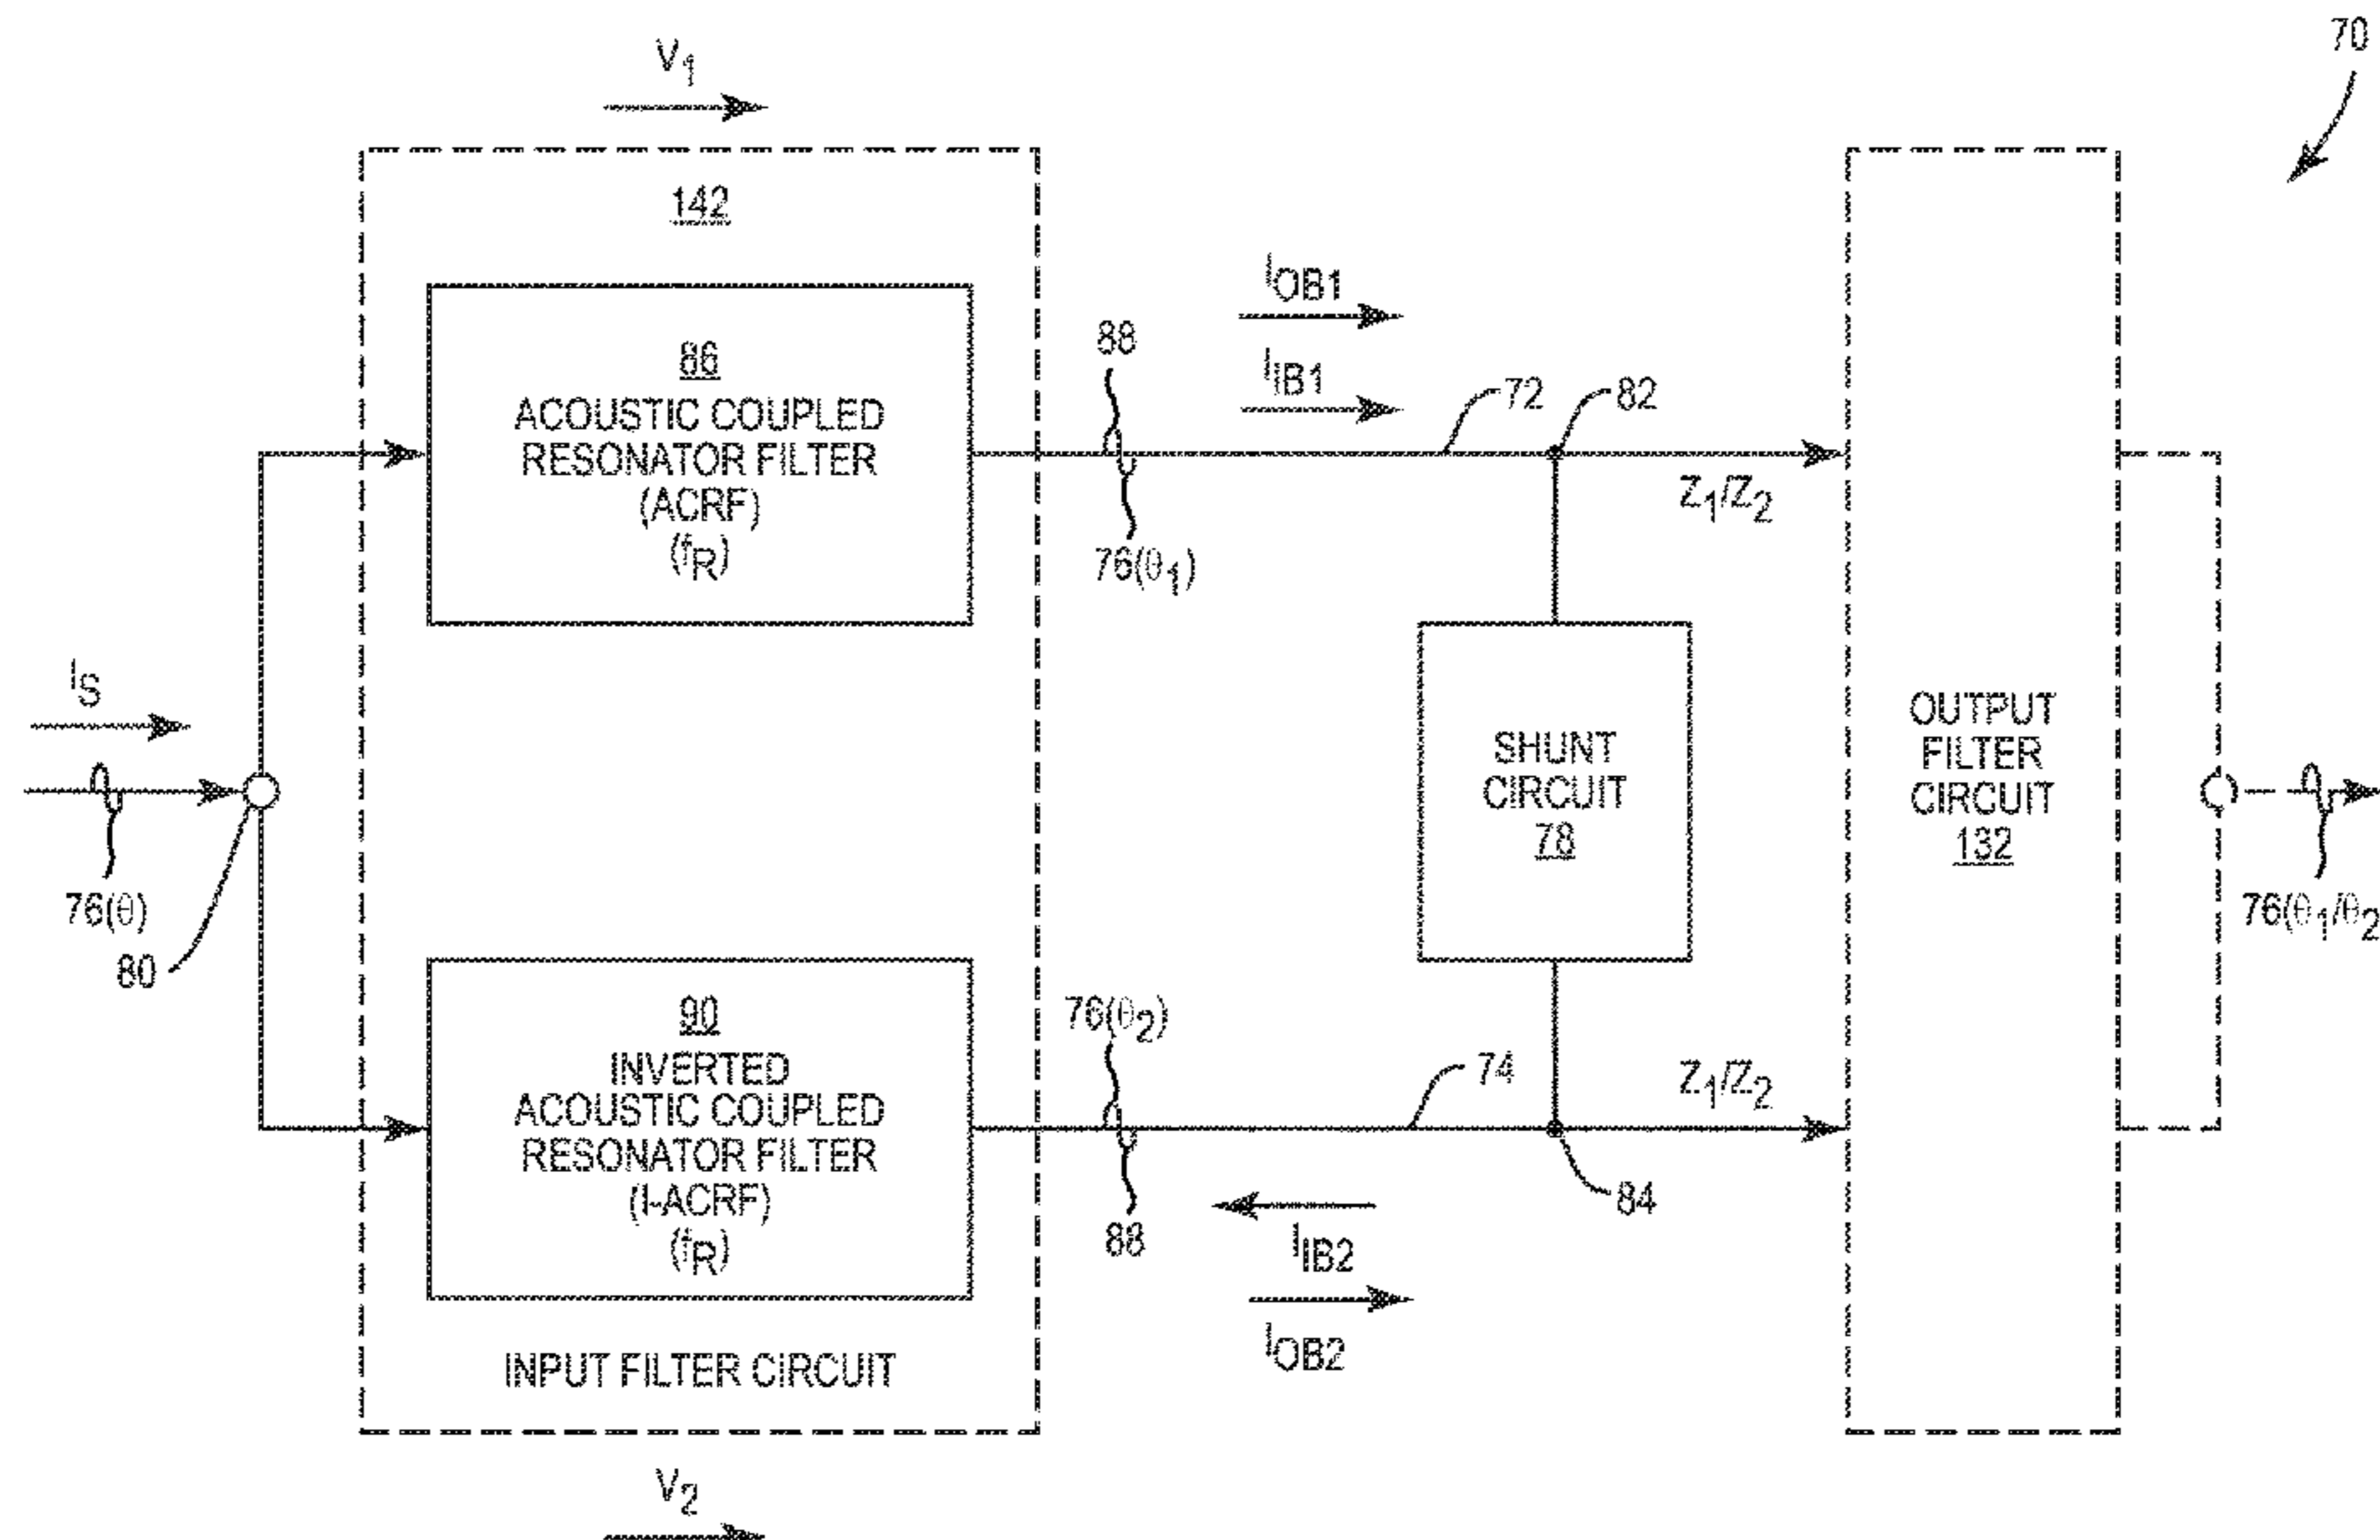 70
V1
142
86
ACOUSTIC COUPLED
RESONATOR FILTER
(ACRF)
(fR)
IOB1
IIB1
88
76(θ1)
72
82
Z1/Z2
IS
76(θ)
80
SHUNT
CIRCUIT
78
OUTPUT
FILTER
CIRCUIT
132
76(θ1/θ2
90
INVERTED
ACOUSTIC COUPLED
RESONATOR FILTER
(I-ACRF)
(fR)
76(θ2)
88
74
Z1/Z2
84
IIB2
IOB2
INPUT FILTER CIRCUIT
V2